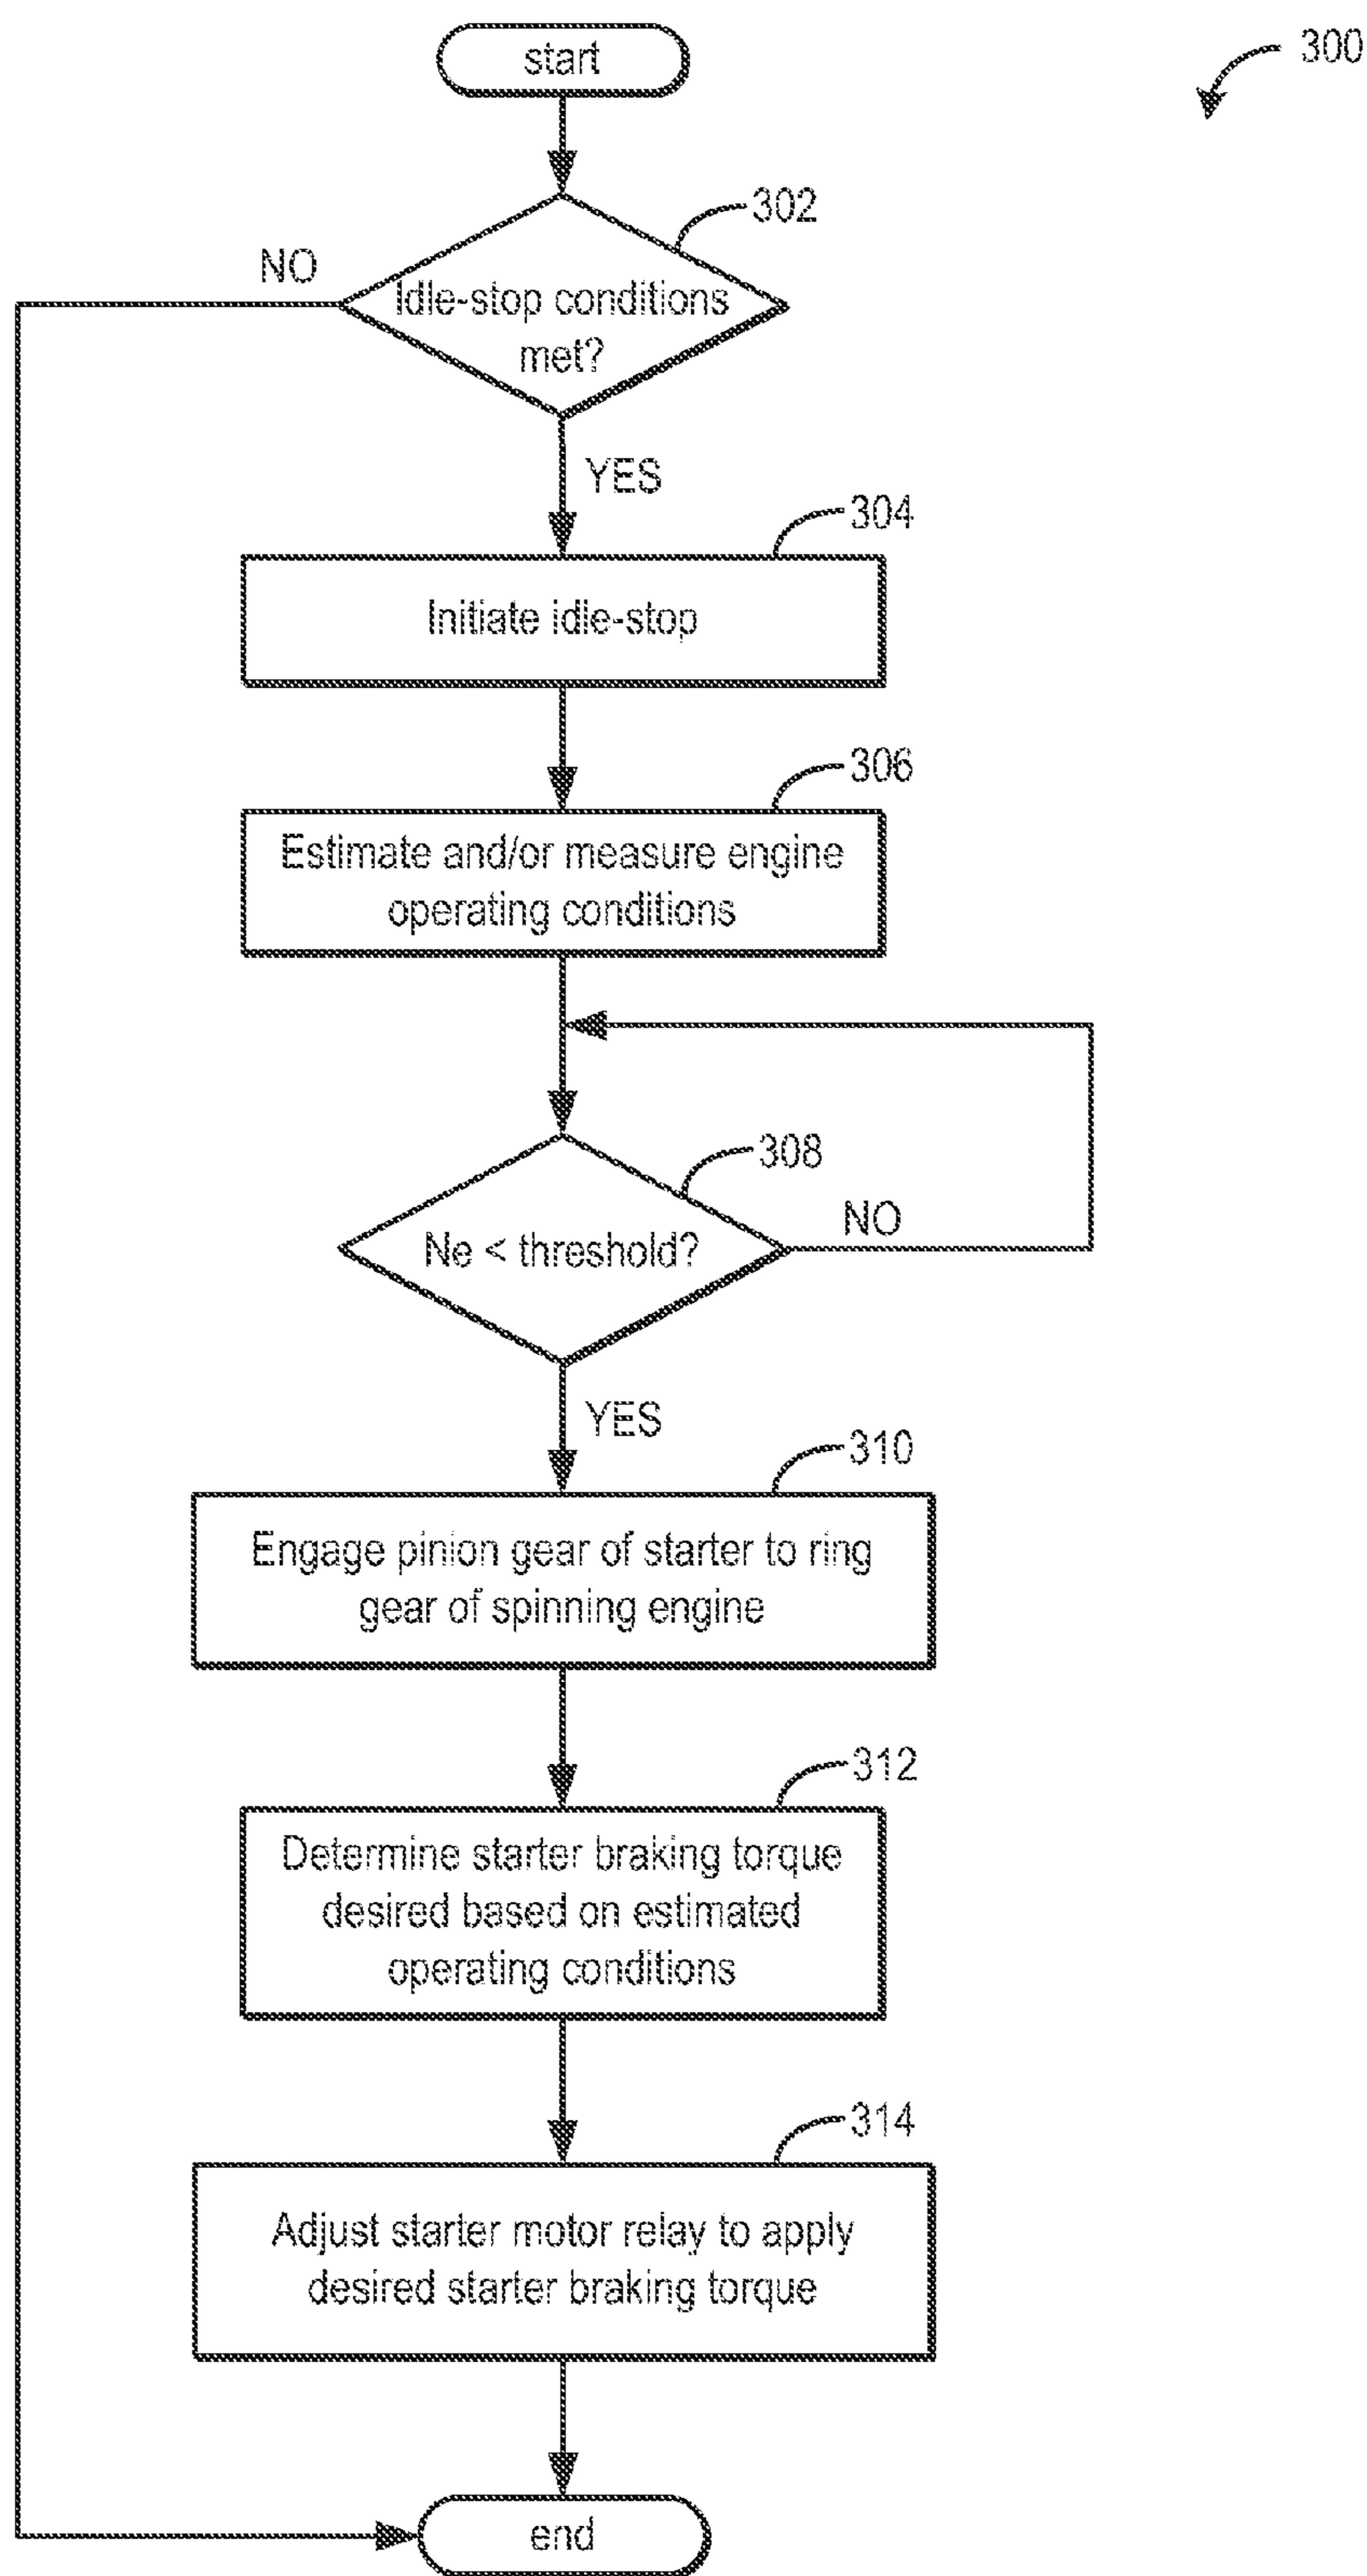 start
300
302
NO
Idle-stop conditions
met?
YES
304
Initiate idle-stop
306
Estimate and/or measure engine
operating conditions
308
Ne < threshold?
NO
YES
310
Engage pinion gear of starter to ring
gear of spinning engine
312
Determine starter braking torque
desired based on estimated
operating conditions
314
Adjust starter motor relay to apply
desired starter braking torque
end